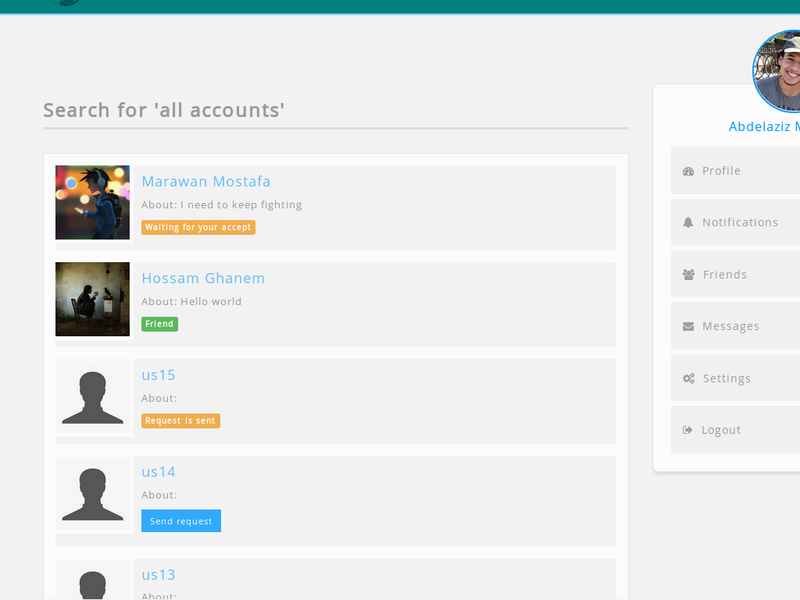 Search for 'all accounts'
Marawan Mostafa
About: I need to keep fighting
Waiting for your accept
Hossam Ghanem
About: Hello world
Friend
us15
About:
Request is sent
us14
About:
Send request
us13
About:
Abdelaziz M
Profile
Notifications
Friends
Messages
Settings
Logout